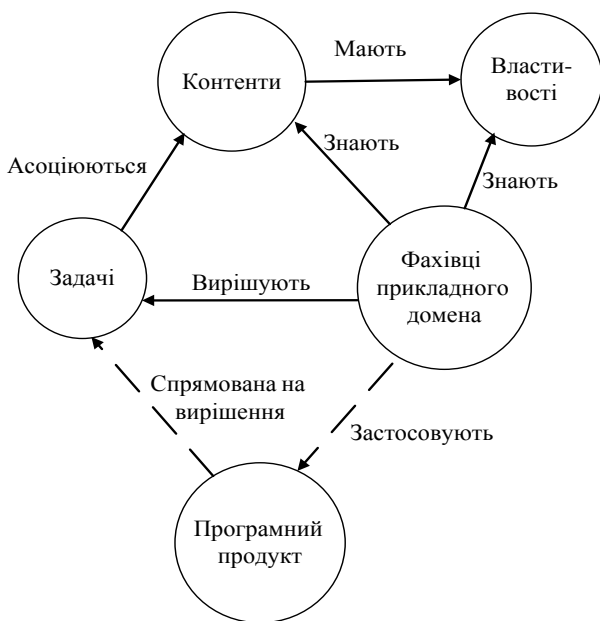 Мають
Контенти
Власти-
вості
Знають
Асоціюються
Знають
Задачі
Вирішують
Фахівці
прикладного
домена
Спрямована на
вирішення
Застосовують
Програмний
продукт